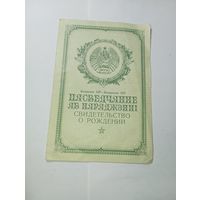 ПАСВЕДЧАННЕ
АБ НАРАДЖЭННІ
СВИДЕТЕЛЬСТВО
О РОЖДЕНИИ